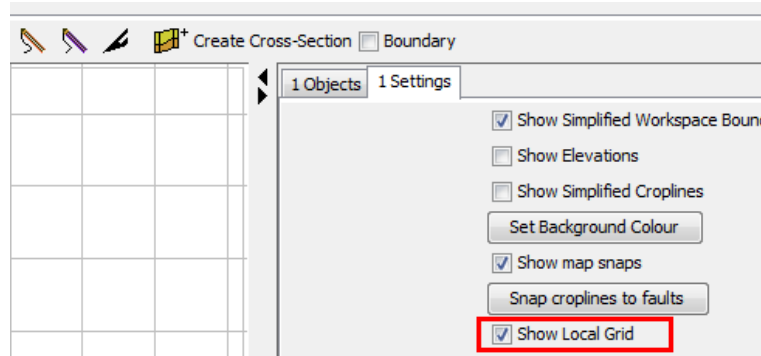 Create Cross-Section Boundary
1 Objects 1 Settings
Show Simplified Workspace
Show Elevations
Show Simplified Croplines
Set Background Colour
Show map snaps
Snap croplines to faults
Show Local Grid